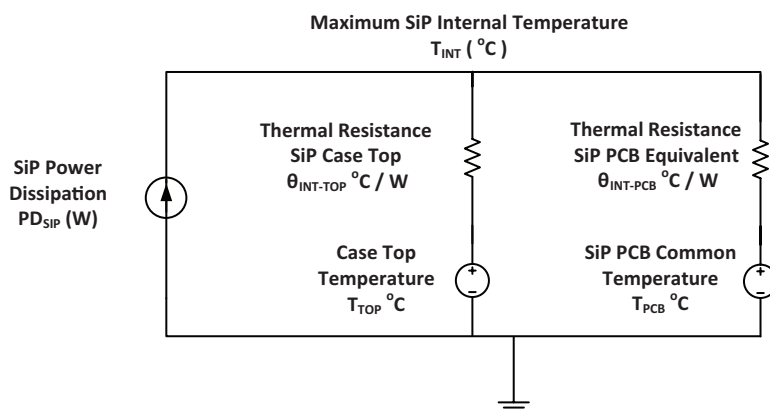 Maximum SiP Internal Temperature
T_INT ( °C )
Thermal Resistance
SiP Case Top
θ_INT-TOP °C / W
Thermal Resistance
SiP PCB Equivalent
θ_INT-PCB °C / W
SiP Power
Dissipation
PD_SIP (W)
Case Top
Temperature
T_TOP °C
+
–
SiP PCB Common
Temperature
T_PCB °C
+
–